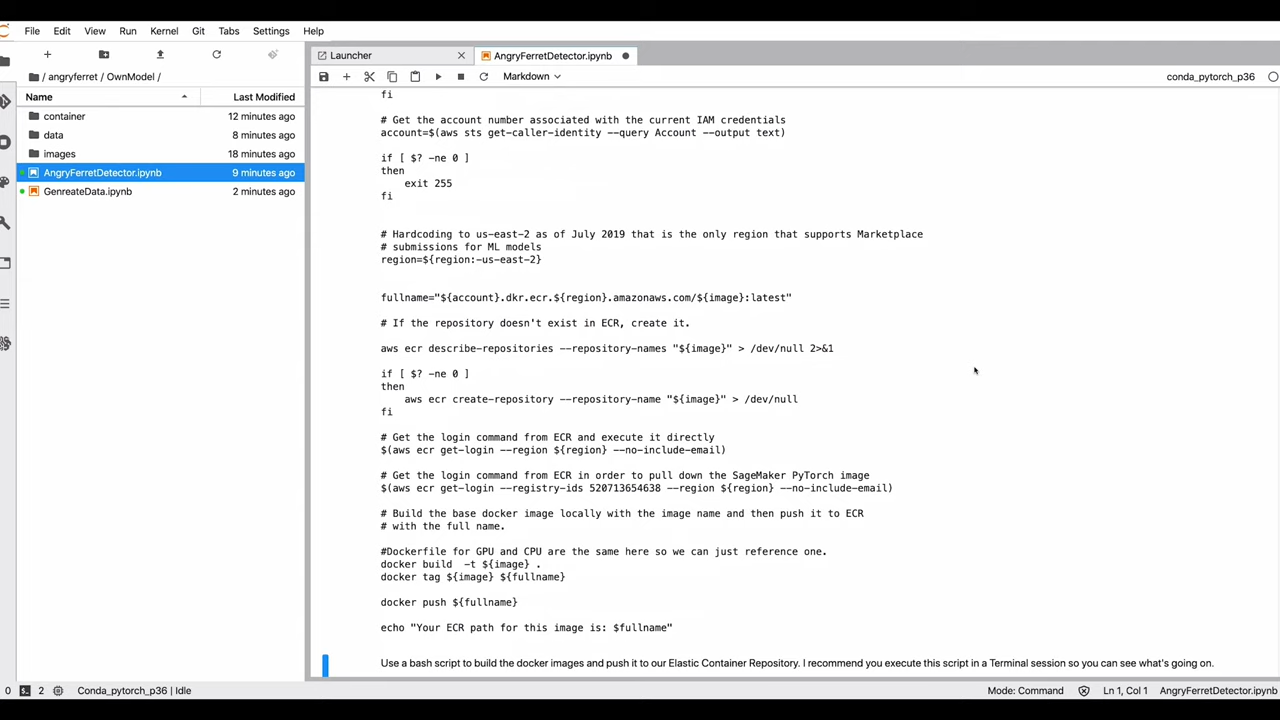 File Edit View Run Kernel Git Tabs Settings Help
Launcher
AngryFerretDetector.ipynb
/ angryferret / OwnModel /
Markdown
conda_pytorch_p36
Name Last Modified
container 12 minutes ago
data 8 minutes ago
images 18 minutes ago
AngryFerretDetector.ipynb 9 minutes ago
GenreateData.ipynb 2 minutes ago
fi
# Get the account number associated with the current IAM credentials
account=$(aws sts get-caller-identity --query Account --output text)
if [ $? -ne 0 ]
then
exit 255
fi
# Hardcoding to us-east-2 as of July 2019 that is the only region that supports Marketplace
# submissions for ML models
region=${region:-us-east-2}
fullname="${account}.dkr.ecr.${region}.amazonaws.com/${image}:latest"
# If the repository doesn't exist in ECR, create it.
aws ecr describe-repositories --repository-names "${image}" > /dev/null 2>&1
if [ $? -ne 0 ]
then
aws ecr create-repository --repository-name "${image}" > /dev/null
fi
# Get the login command from ECR and execute it directly
$(aws ecr get-login --region ${region} --no-include-email)
# Get the login command from ECR in order to pull down the SageMaker PyTorch image
$(aws ecr get-login --registry-ids 520713654638 --region ${region} --no-include-email)
# Build the base docker image locally with the image name and then push it to ECR
# with the full name.
#Dockerfile for GPU and CPU are the same here so we can just reference one.
docker build  -t ${image} .
docker tag ${image} ${fullname}
docker push ${fullname}
echo "Your ECR path for this image is: $fullname"
Use a bash script to build the docker images and push it to our Elastic Container Repository. I recommend you execute this script in a Terminal session so you can see what's going on.
0 2 Conda_pytorch_p36 | Idle
Mode: Command Ln 1, Col 1 AngryFerretDetector.ipynb